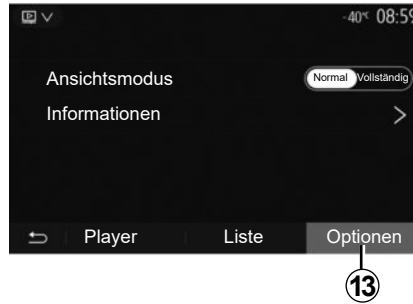 -40°C 08:59
Ansichtsmodus Normal Vollständig
Informationen
Player Liste Optionen
13